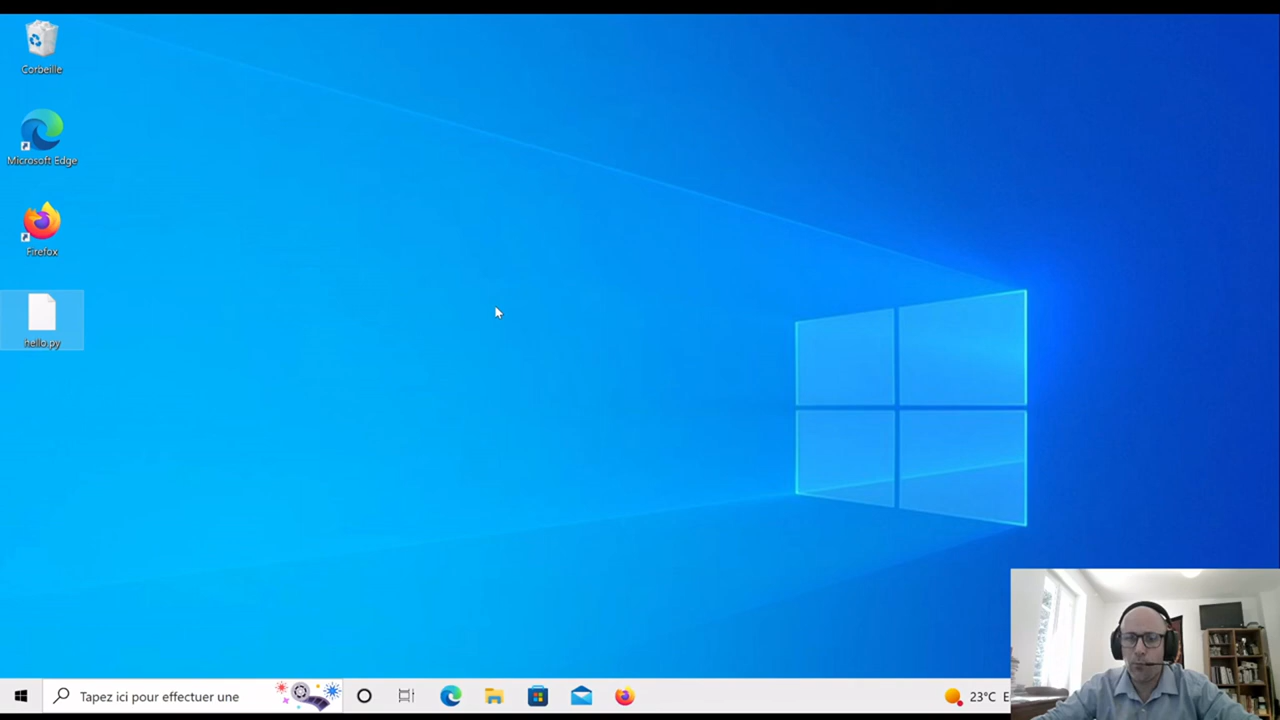 Corbeille
Microsoft Edge
Firefox
hello.py
Tapez ici pour effectuer une
23°C E